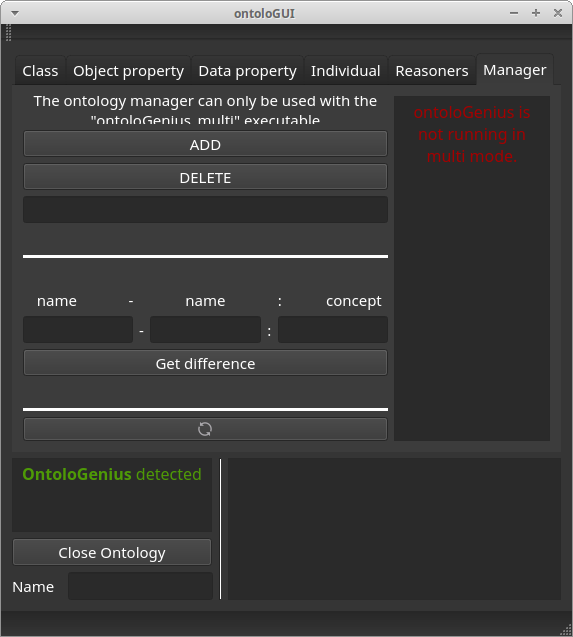 ontoloGUI
Class Object property Data property Individual Reasoners Manager
The ontology manager can only be used with the
"ontoloGenius_multi" executable
ADD
DELETE
ontoloGenius is
not running in
multi mode.
name - name : concept
- :
Get difference
OntoloGenius detected
Close Ontology
Name